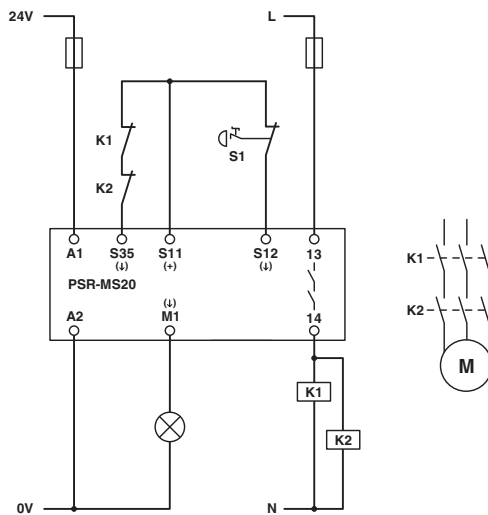 24V L
K1
K2
S1
A1 S35 S11 S12 13
(↓) (+) (↓)
PSR-MS20
(↓)
A2 M1 14
K1
K2
K1
K2
M
0V N